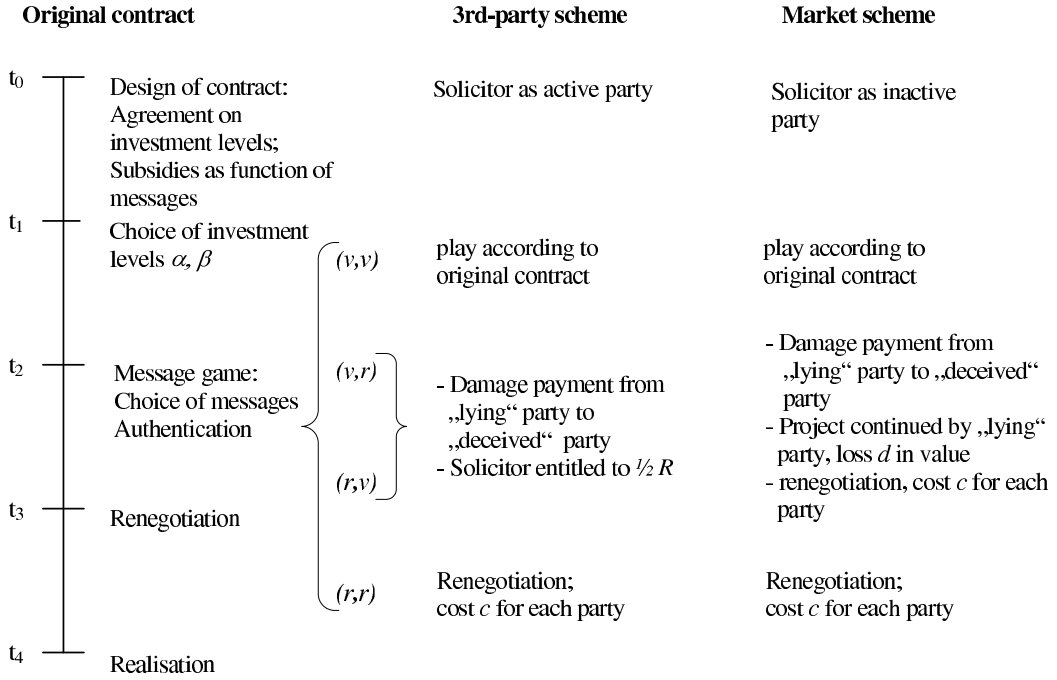 Original contract
3rd-party scheme
Market scheme
t0
Design of contract:
Agreement on
investment levels;
Subsidies as function of
messages
Solicitor as active party
Solicitor as inactive
party
t1
Choice of investment
levels α, β
(v,v)
play according to
original contract
play according to
original contract
t2
Message game:
Choice of messages
Authentication
(v,r)
(r,v)
- Damage payment from
„lying“ party to
„deceived“ party
- Solicitor entitled to ½ R
- Damage payment from
„lying“ party to „deceived“
party
- Project continued by „lying“
party, loss d in value
- renegotiation, cost c for each
party
t3
Renegotiation
(r,r)
Renegotiation;
cost c for each party
Renegotiation;
cost c for each party
t4
Realisation